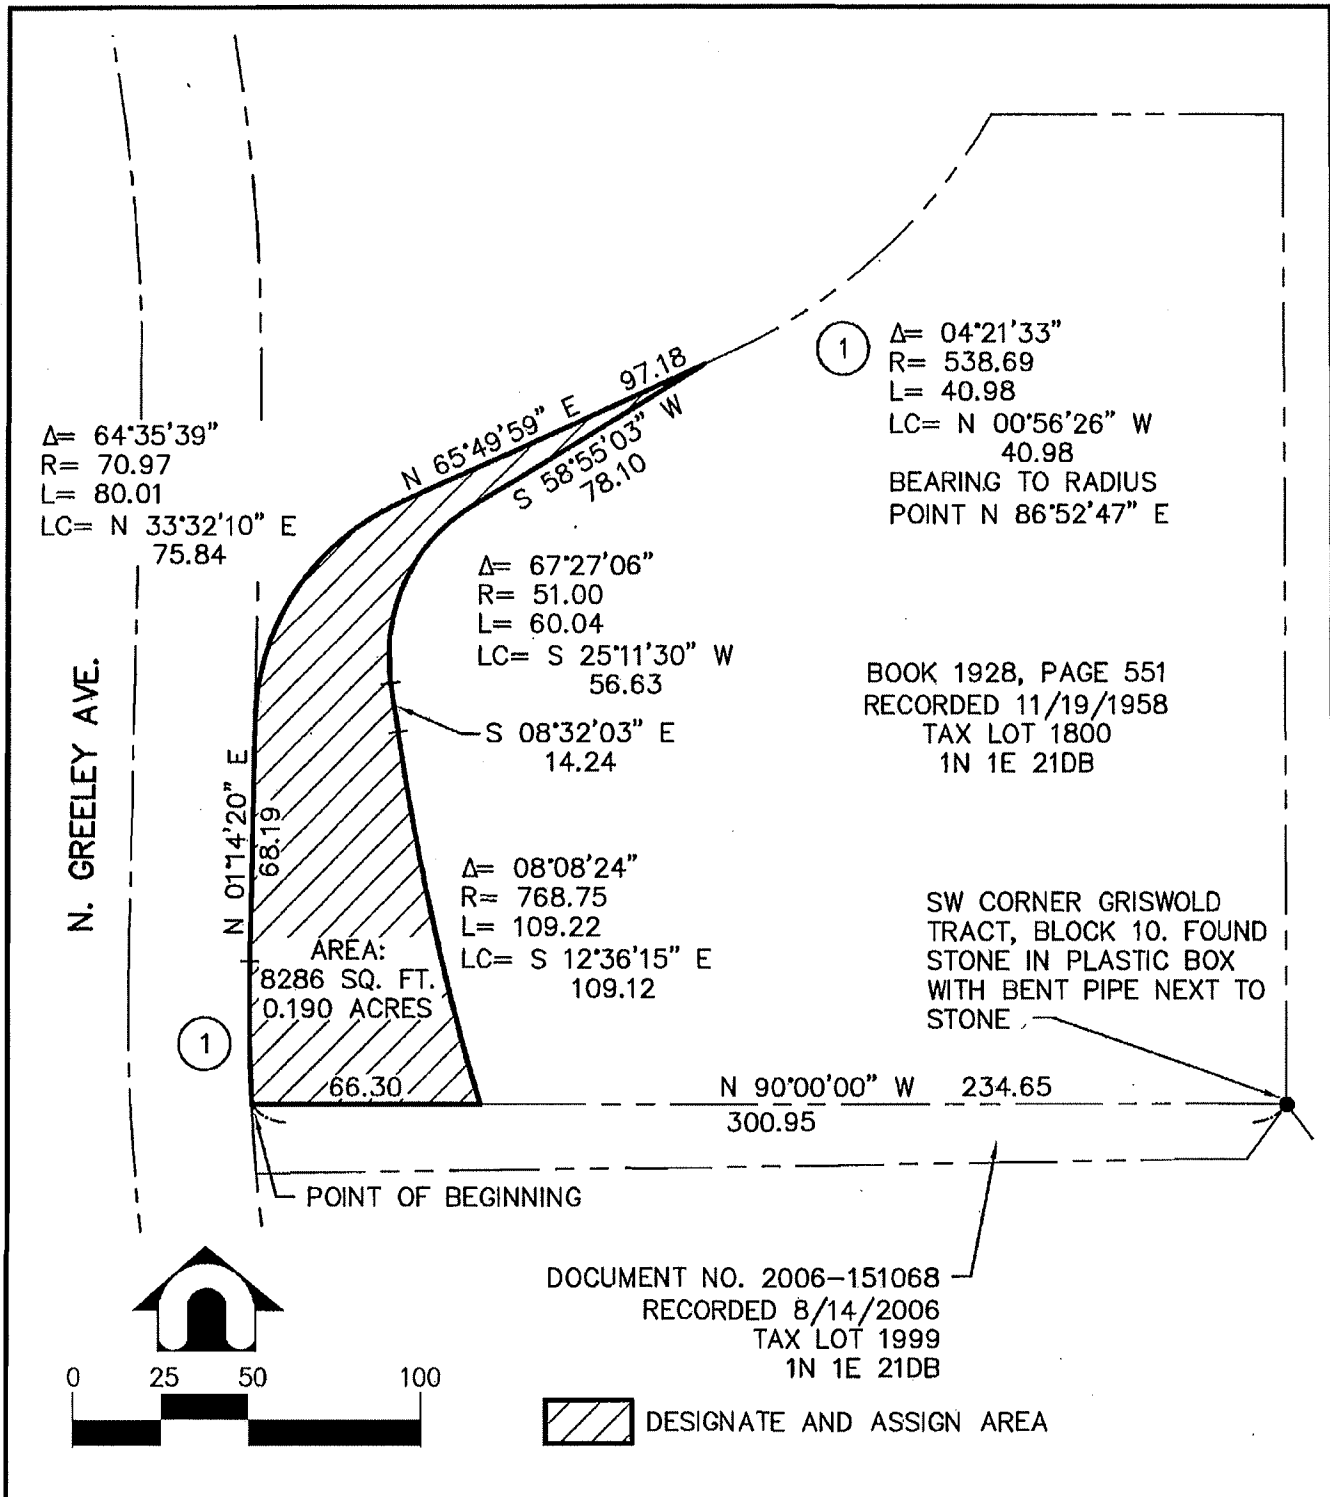 97.18
N 65°49'59" E
S 58°55'03" W
78.10
1
Δ= 04°21'33"
R= 538.69
L= 40.98
LC= N 00°56'26" W
40.98
BEARING TO RADIUS
POINT N 86°52'47" E
Δ= 64°35'39"
R= 70.97
L= 80.01
LC= N 33°32'10" E
75.84
Δ= 67°27'06"
R= 51.00
L= 60.04
LC= S 25°11'30" W
56.63
S 08°32'03" E
14.24
BOOK 1928, PAGE 551
RECORDED 11/19/1958
TAX LOT 1800
1N 1E 21DB
N. GREELEY AVE.
N 01°14'20" E
68.19
Δ= 08°08'24"
R= 768.75
L= 109.22
LC= S 12°36'15" E
109.12
AREA:
8286 SQ. FT.
0.190 ACRES
SW CORNER GRISWOLD
TRACT, BLOCK 10. FOUND
STONE IN PLASTIC BOX
WITH BENT PIPE NEXT TO
STONE
1
66.30
N 90°00'00" W 234.65
300.95
POINT OF BEGINNING
DOCUMENT NO. 2006-151068
RECORDED 8/14/2006
TAX LOT 1999
1N 1E 21DB
0 25 50 100
DESIGNATE AND ASSIGN AREA